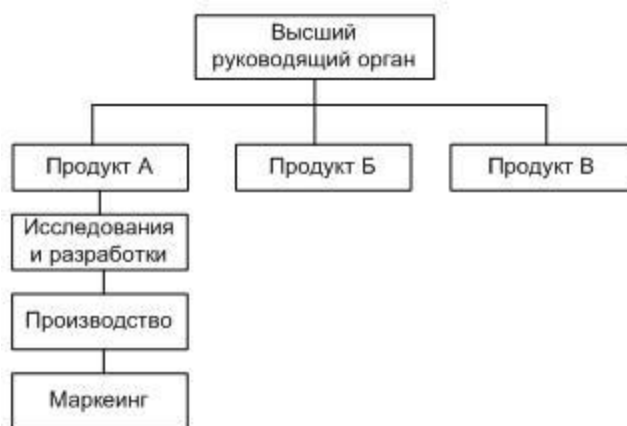 Высший
руководящий орган
Продукт А
Продукт Б
Продукт В
Исследования
и разработки
Производство
Маркеинг